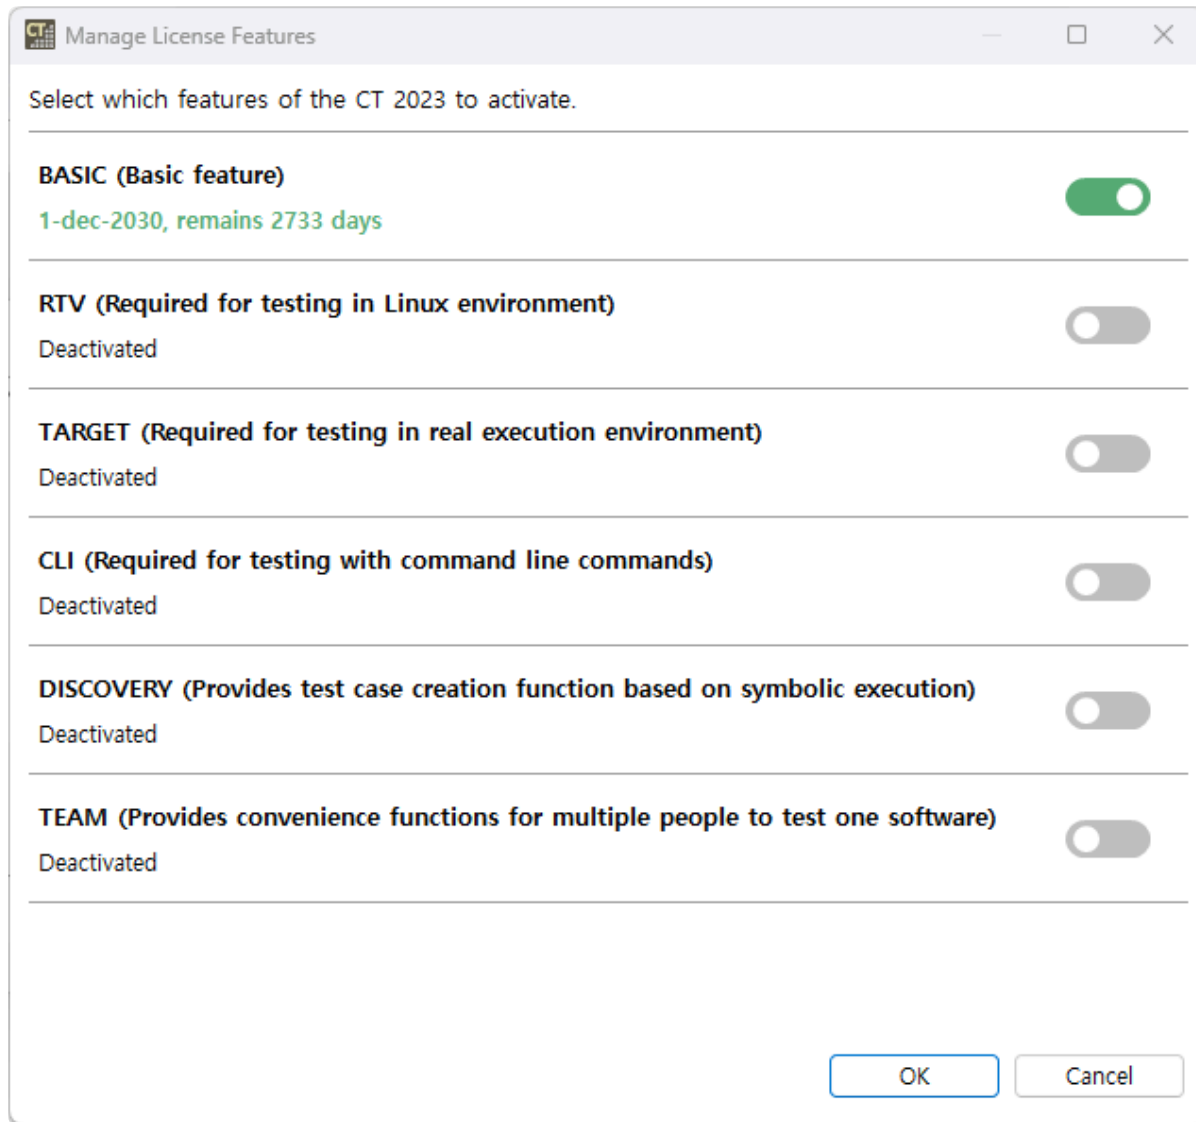 CT
Manage License Features
Select which features of the CT 2023 to activate.
BASIC (Basic feature)
1-dec-2030, remains 2733 days
RTV (Required for testing in Linux environment)
Deactivated
TARGET (Required for testing in real execution environment)
Deactivated
CLI (Required for testing with command line commands)
Deactivated
DISCOVERY (Provides test case creation function based on symbolic execution)
Deactivated
TEAM (Provides convenience functions for multiple people to test one software)
Deactivated
OK
Cancel